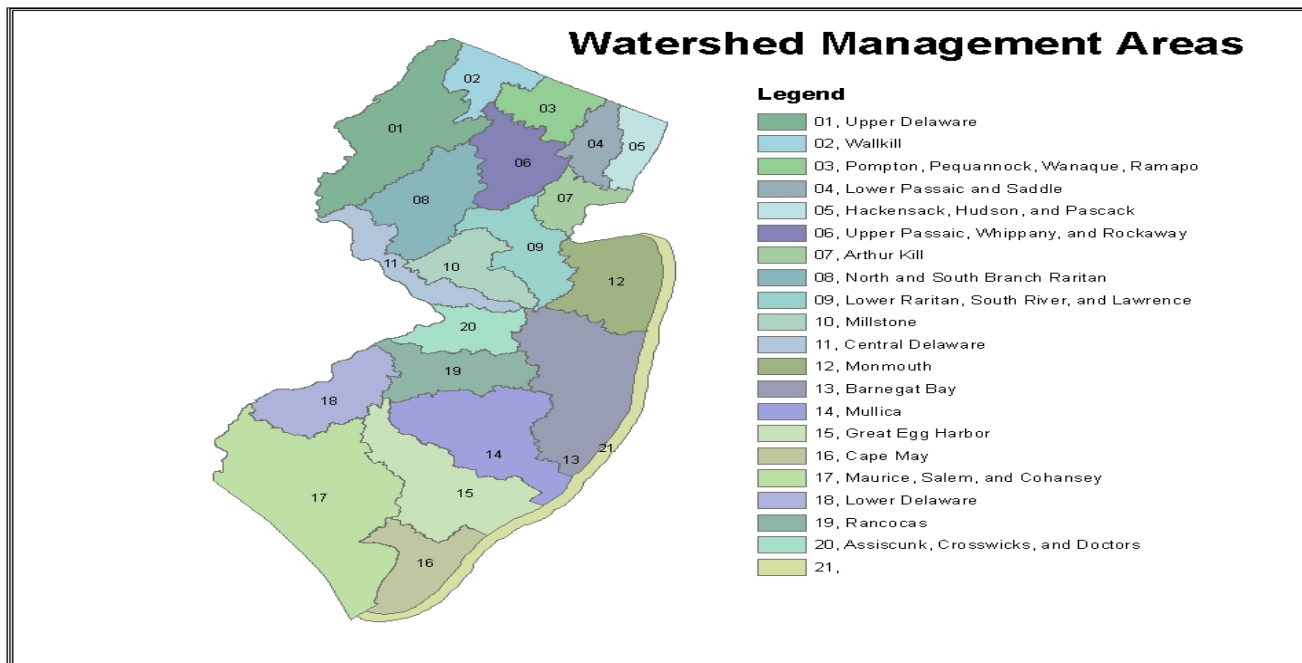 Watershed Management Areas
Legend
01, Upper Delaware
02, Wallkill
03, Pompton, Pequannock, Wanaque, Ramapo
04, Lower Passaic and Saddle
05, Hackensack, Hudson, and Pascack
06, Upper Passaic, Whippany, and Rockaway
07, Arthur Kill
08, North and South Branch Raritan
09, Lower Raritan, South River, and Lawrence
10, Millstone
11, Central Delaware
12, Monmouth
13, Barnegat Bay
14, Mullica
15, Great Egg Harbor
16, Cape May
17, Maurice, Salem, and Cohansey
18, Lower Delaware
19, Rancocas
20, Assiscunk, Crosswicks, and Doctors
21,
02
03
01
04
05
06
07
08
09
10
11
12
20
19
18
21
14
13
15
17
16